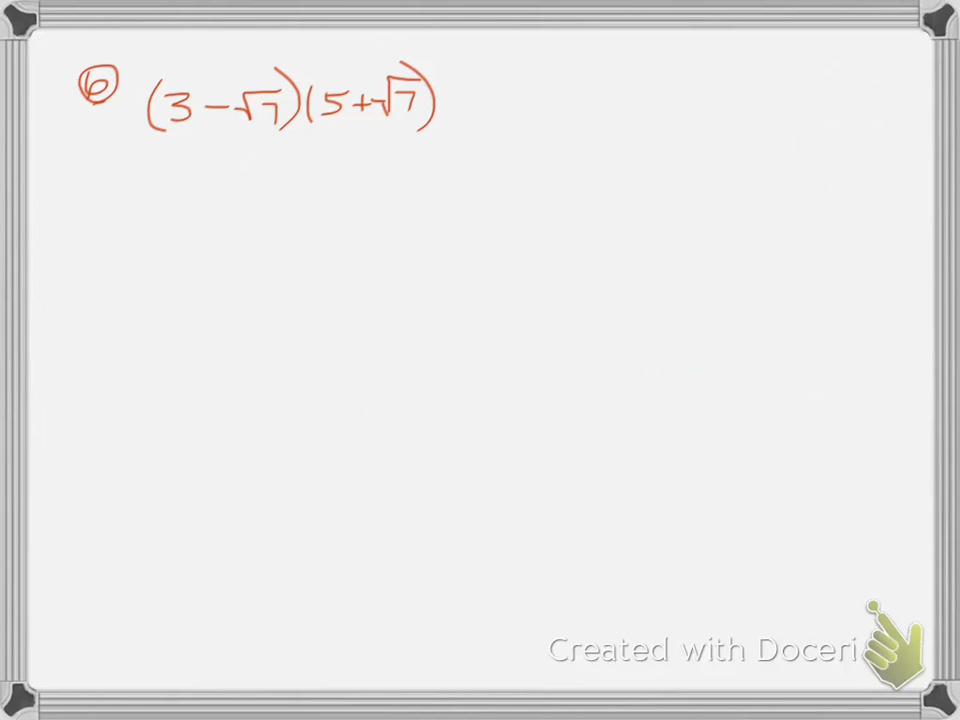 ⑥ (3 - √7)(5 + √7)
Created with Doceri